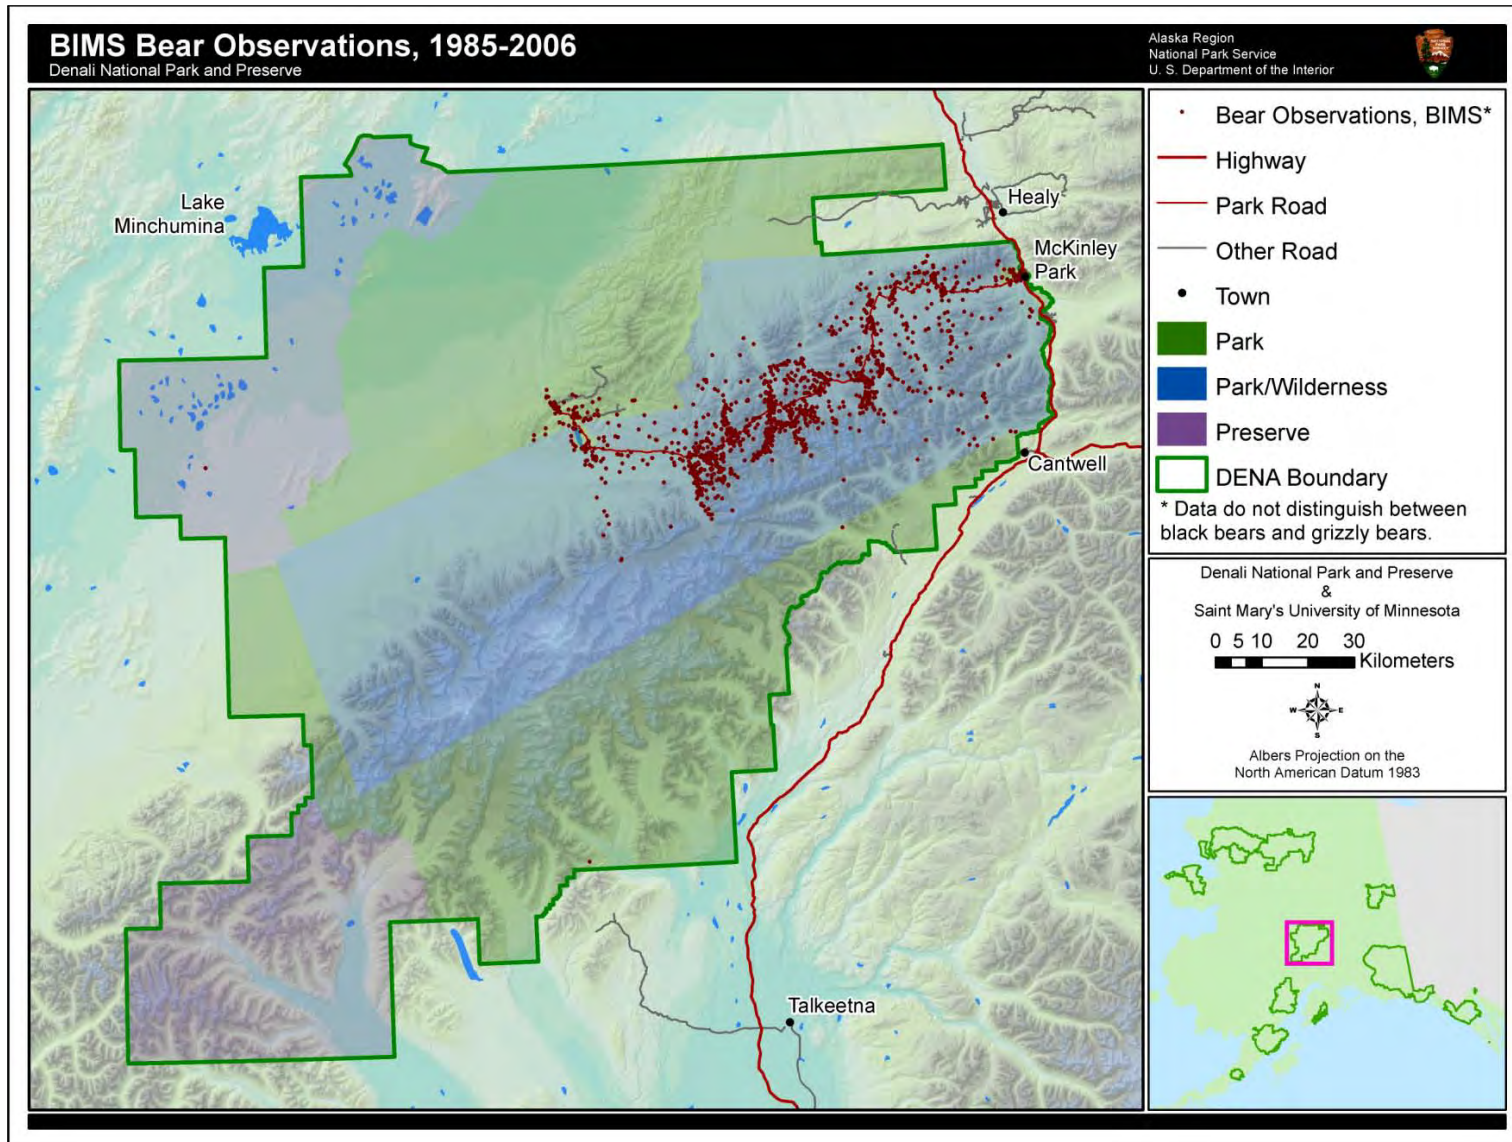 BIMS Bear Observations, 1985-2006
Denali National Park and Preserve
Alaska Region
National Park Service
U. S. Department of the Interior
Lake
Minchumina
Healy
McKinley
Park
Cantwell
Talkeetna
Bear Observations, BIMS*
Highway
Park Road
Other Road
Town
Park
Park/Wilderness
Preserve
DENA Boundary
* Data do not distinguish between
black bears and grizzly bears.
Denali National Park and Preserve
&
Saint Mary's University of Minnesota
0 5 10 20 30
Kilometers
N
W E
S
Albers Projection on the
North American Datum 1983